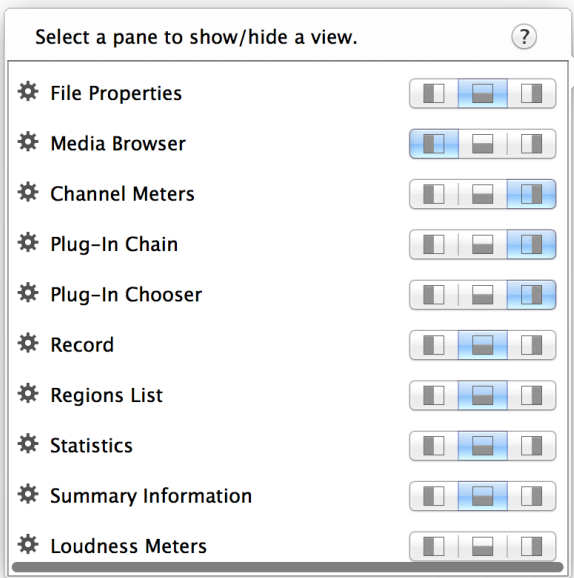 Select a pane to show/hide a view. ?
File Properties
Media Browser
Channel Meters
Plug-In Chain
Plug-In Chooser
Record
Regions List
Statistics
Summary Information
Loudness Meters